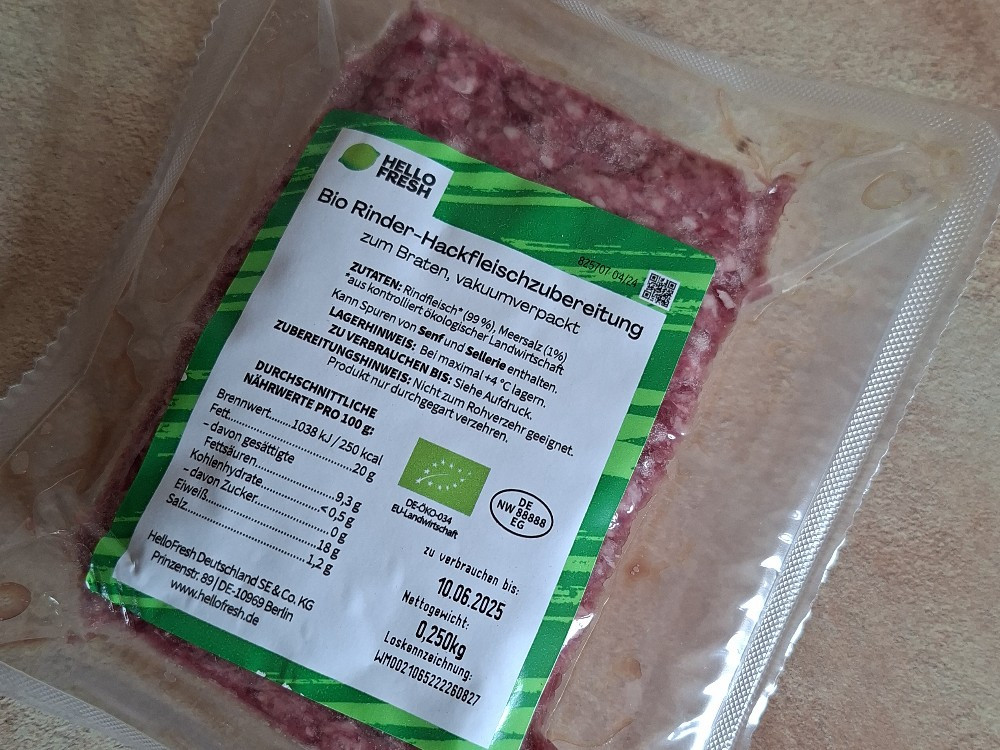 HELLO
FRESH
Bio Rinder-Hackfleischzubereitung
zum Braten, vakuumverpackt
825707 04/24
ZUTATEN: Rindfleisch* (99 %), Meersalz (1%)
*aus kontrolliert ökologischer Landwirtschaft
Kann Spuren von Senf und Sellerie enthalten.
LAGERHINWEIS: Bei maximal +4 °C lagern.
ZU VERBRAUCHEN BIS: Siehe Aufdruck.
ZUBEREITUNGSHINWEIS: Nicht zum Rohverzehr geeignet.
Produkt nur durchgegart verzehren.
DURCHSCHNITTLICHE
NÄHRWERTE PRO 100 g:
Brennwert......1038 kJ / 250 kcal
Fett..............................20 g
– davon gesättigte
Fettsäuren..................9,3 g
Kohlenhydrate..............< 0,5 g
– davon Zucker..................0 g
Eiweiß..........................18 g
Salz............................1,2 g
HelloFresh Deutschland SE & Co. KG
Prinzenstr. 89 | DE-10969 Berlin
www.hellofresh.de
DE-ÖKO-034
EU-Landwirtschaft
DE
NW 88888
EG
zu verbrauchen bis:
10.06.2025
Nettogewicht:
0,250kg
Loskennzeichnung:
WM0021065222260827